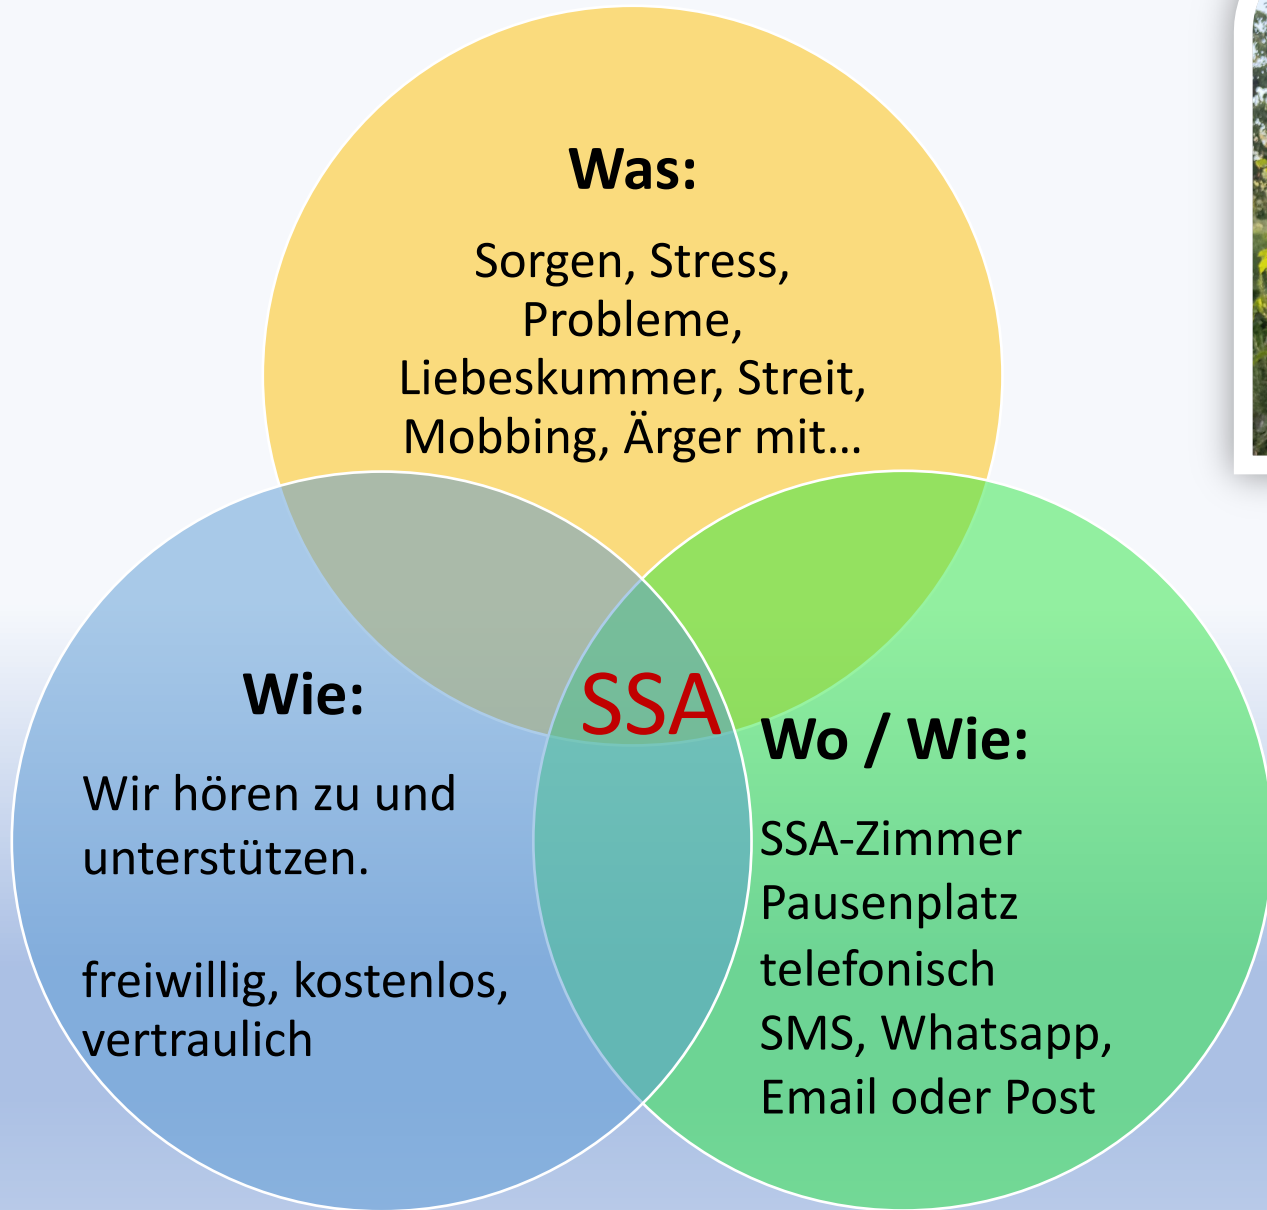 Was:
Sorgen, Stress,
Probleme,
Liebeskummer, Streit,
Mobbing, Ärger mit...
Wie:
Wir hören zu und
unterstützen.
freiwillig, kostenlos,
vertraulich
SSA
Wo / Wie:
SSA-Zimmer
Pausenplatz
telefonisch
SMS, Whatsapp,
Email oder Post